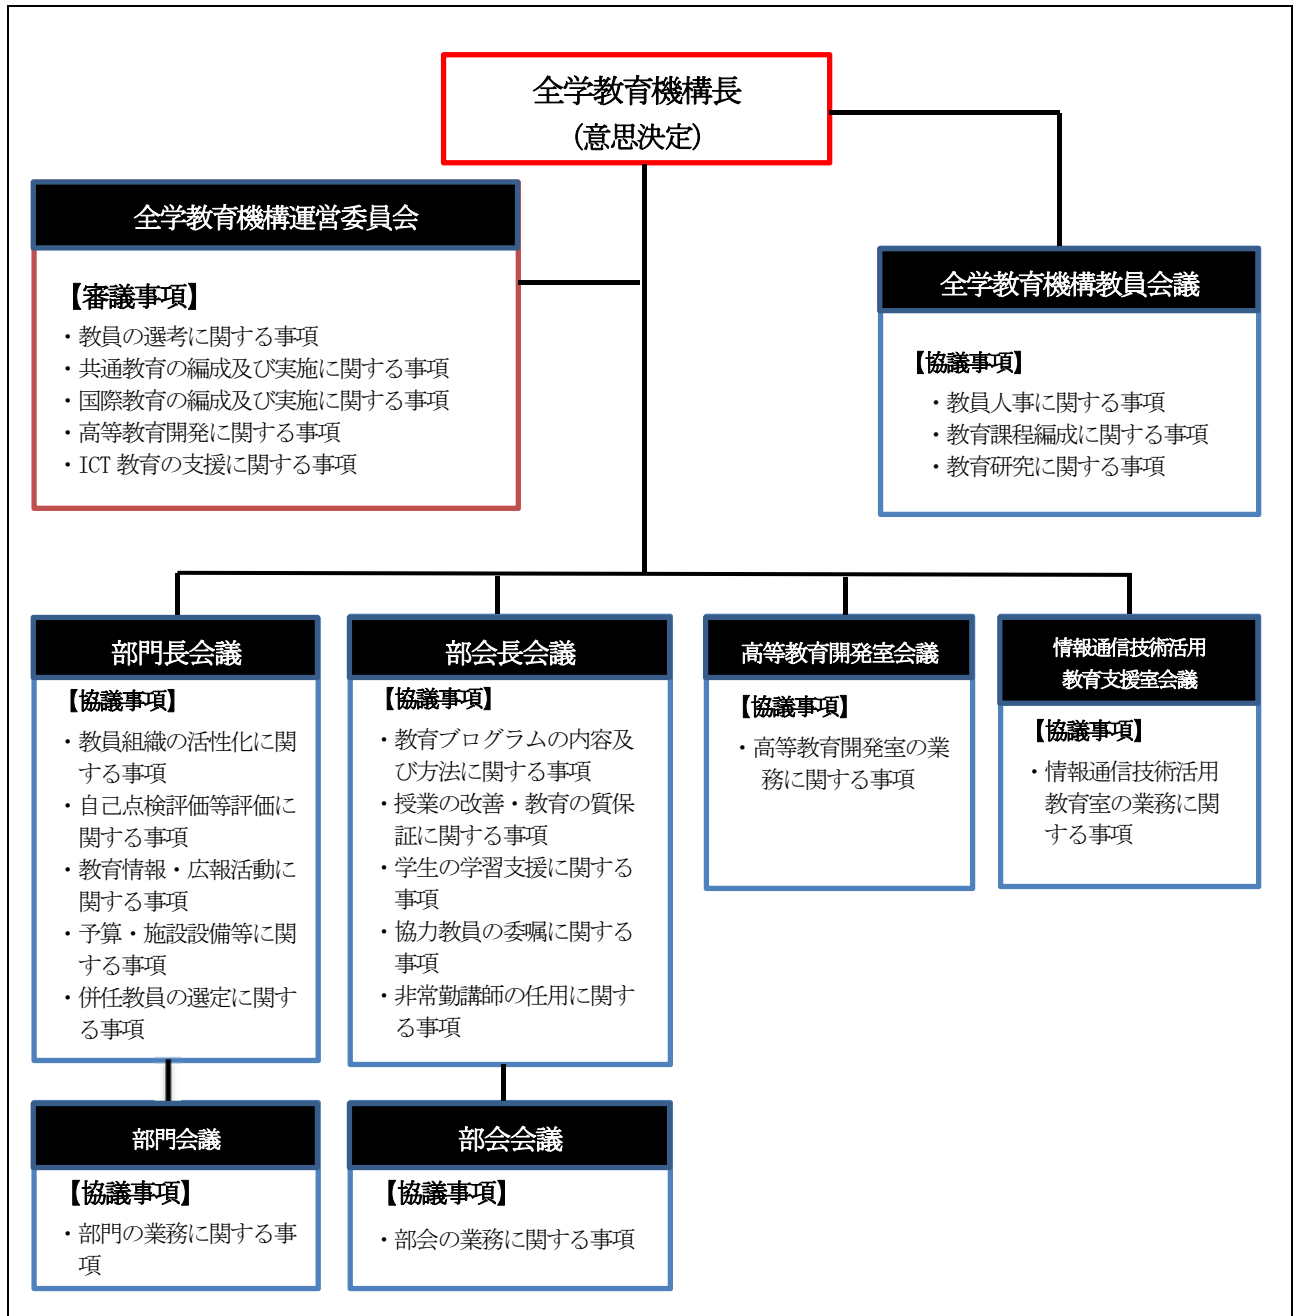 全学教育機構長
(意思決定)
全学教育機構運営委員会
【審議事項】
・教員の選考に関する事項
・共通教育の編成及び実施に関する事項
・国際教育の編成及び実施に関する事項
・高等教育開発に関する事項
・ICT 教育の支援に関する事項
全学教育機構教員会議
【協議事項】
・教員人事に関する事項
・教育課程編成に関する事項
・教育研究に関する事項
部門長会議
【協議事項】
・教員組織の活性化に関
する事項
・自己点検評価等評価に
関する事項
・教育情報・広報活動に
関する事項
・予算・施設設備等に関
する事項
・併任教員の選定に関す
る事項
部会長会議
【協議事項】
・教育プログラムの内容及
び方法に関する事項
・授業の改善・教育の質保
証に関する事項
・学生の学習支援に関する
事項
・協力教員の委嘱に関する
事項
・非常勤講師の任用に関す
る事項
高等教育開発室会議
【協議事項】
・高等教育開発室の業
務に関する事項
情報通信技術活用
教育支援室会議
【協議事項】
・情報通信技術活用
教育室の業務に関
する事項
部門会議
【協議事項】
・部門の業務に関する事
項
部会会議
【協議事項】
・部会の業務に関する事項